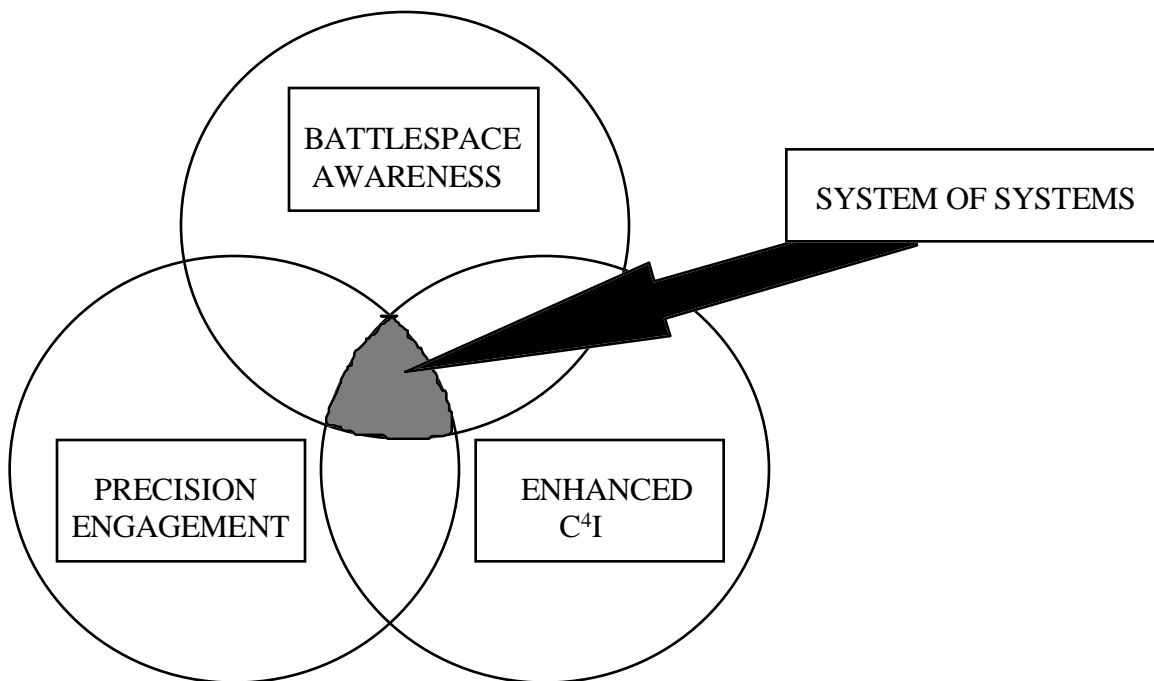 BATTLESPACE
AWARENESS
SYSTEM OF SYSTEMS
PRECISION
ENGAGEMENT
ENHANCED
C⁴I